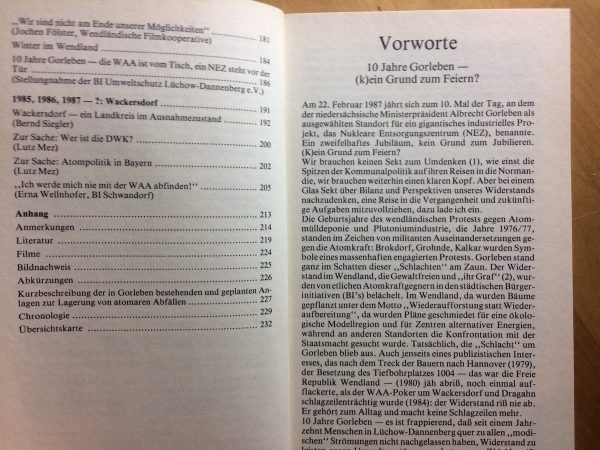 „Wir sind nicht am Ende unserer Möglichkeiten“ ........ 181
(Jochen Fölster, Wendländische Filmkooperative)
Winter im Wendland ........ 184
10 Jahre Gorleben — die WAA ist vom Tisch, ein NEZ steht vor der
Tür ........ 186
(Stellungnahme der BI Umweltschutz Lüchow-Dannenberg e.V.)
1985, 1986, 1987 — ?: Wackersdorf ........ 191
Wackersdorf — ein Landkreis im Ausnahmezustand ........ 192
(Bernd Siegler)
Zur Sache: Wer ist die DWK? ........ 200
(Lutz Mez)
Zur Sache: Atompolitik in Bayern ........ 202
(Lutz Mez)
„Ich werde mich nie mit der WAA abfinden!“ ........ 205
(Erna Wellnhofer, BI Schwandorf)
Anhang ........ 213
Anmerkungen ........ 214
Literatur ........ 219
Filme ........ 224
Bildnachweis ........ 225
Abkürzungen ........ 226
Kurzbeschreibung der in Gorleben bestehenden und geplanten An-
lagen zur Lagerung von atomaren Abfällen ........ 227
Chronologie ........ 229
Übersichtskarte ........ 232
Vorworte
10 Jahre Gorleben —
(k)ein Grund zum Feiern?
Am 22. Februar 1987 jährt sich zum 10. Mal der Tag, an dem
der niedersächsische Ministerpräsident Albrecht Gorleben als
ausgewählten Standort für ein gigantisches industrielles Pro-
jekt, das Nukleare Entsorgungszentrum (NEZ), benannte.
Ein zweifelhaftes Jubiläum, kein Grund zum Jubilieren.
(K)ein Grund zum Feiern?
Wir brauchen keinen Sekt zum Umdenken (1), wie einst die
Spitzen der Kommunalpolitik auf ihren Reisen in die Norman-
die, wir brauchen weiterhin einen klaren Kopf. Aber bei einem
Glas Sekt über Bilanz und Perspektiven unseres Widerstands
nachzudenken, eine Reise in die Vergangenheit und zukünfti-
ge Aufgaben mitzuvollziehen, dazu lade ich ein.
Die Geburtsjahre des wendländischen Protests gegen Atom-
mülldeponie und Plutoniumindustrie, die Jahre 1976/77,
standen im Zeichen von militanten Auseinandersetzungen ge-
gen die Atomkraft: Brokdorf, Grohnde, Kalkar wurden Sym-
bole eines massenhaften engagierten Protests. Gorleben stand
ganz im Schatten dieser „Schlachten“ am Zaun. Der Wider-
stand im Wendland, die Gewaltfreien und „ihr Graf“ (2), wur-
den von etlichen Atomkraftgegnern in den städtischen Bürger-
initiativen (BI's) belächelt. Im Wendland, da wurden Bäume
gepflanzt unter dem Motto „Wiederaufforstung statt Wieder-
aufbereitung“, da wurden Pläne geschmiedet für eine ökologi-
sche Modellregion und für Zentren alternativer Energien,
während an anderen Standorten die Konfrontation mit der
Staatsmacht gesucht wurde. Tatsächlich, die „Schlacht“ um
Gorleben blieb aus. Auch jenseits eines publizistischen Interes-
ses, das nach dem Treck der Bauern nach Hannover (1979),
der Besetzung des Tiefbohrplatzes 1004 — das war die Freie
Republik Wendland — (1980) jäh abriß, noch einmal auf-
flackerte, als der WAA-Poker um Wackersdorf und Dragahn
schlagzeilenträchtig wurde (1984): der Widerstand riß nie ab.
Er gehört zum Alltag und macht keine Schlagzeilen mehr.
10 Jahre Gorleben — es ist frappierend, daß seit einem Jahr-
zehnt Menschen in Lüchow-Dannenberg quer zu allen „modi-
schen“ Strömungen nicht nachgelassen haben, Widerstand zu